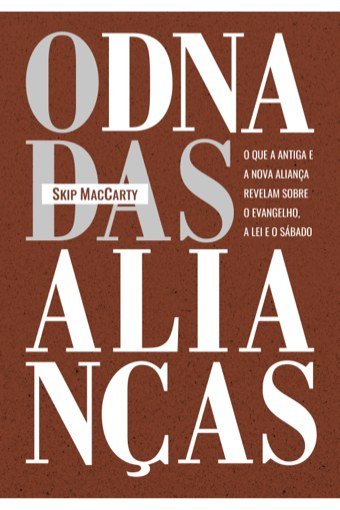 O DNA
DAS
SKIP MACCARTY
O QUE A ANTIGA E
A NOVA ALIANÇA
REVELAM SOBRE
O EVANGELHO,
A LEI E O SÁBADO
ALIA
NÇAS